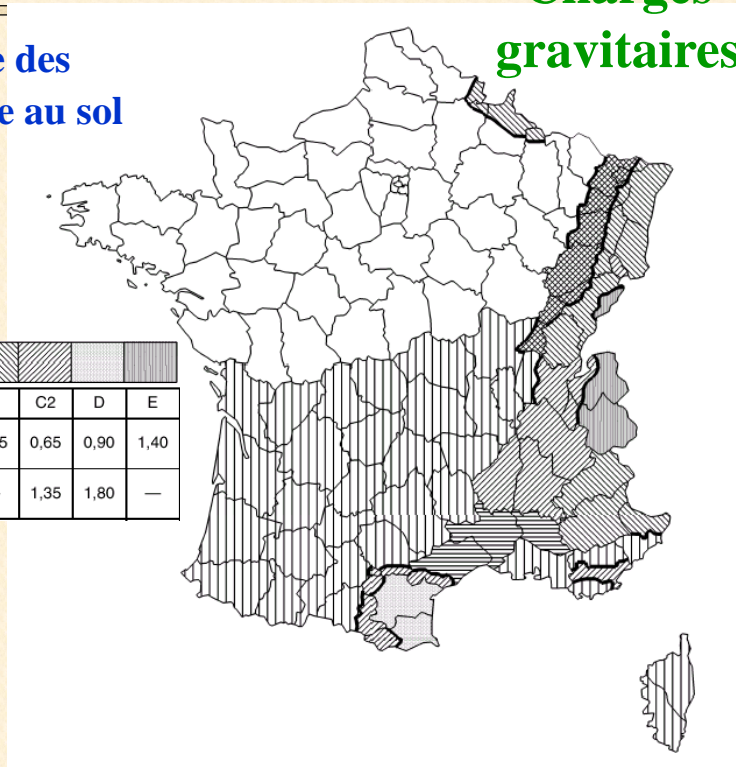 gravitaires
e des
e au sol
C2 D E
5 0,65 0,90 1,40
1,35 1,80 —